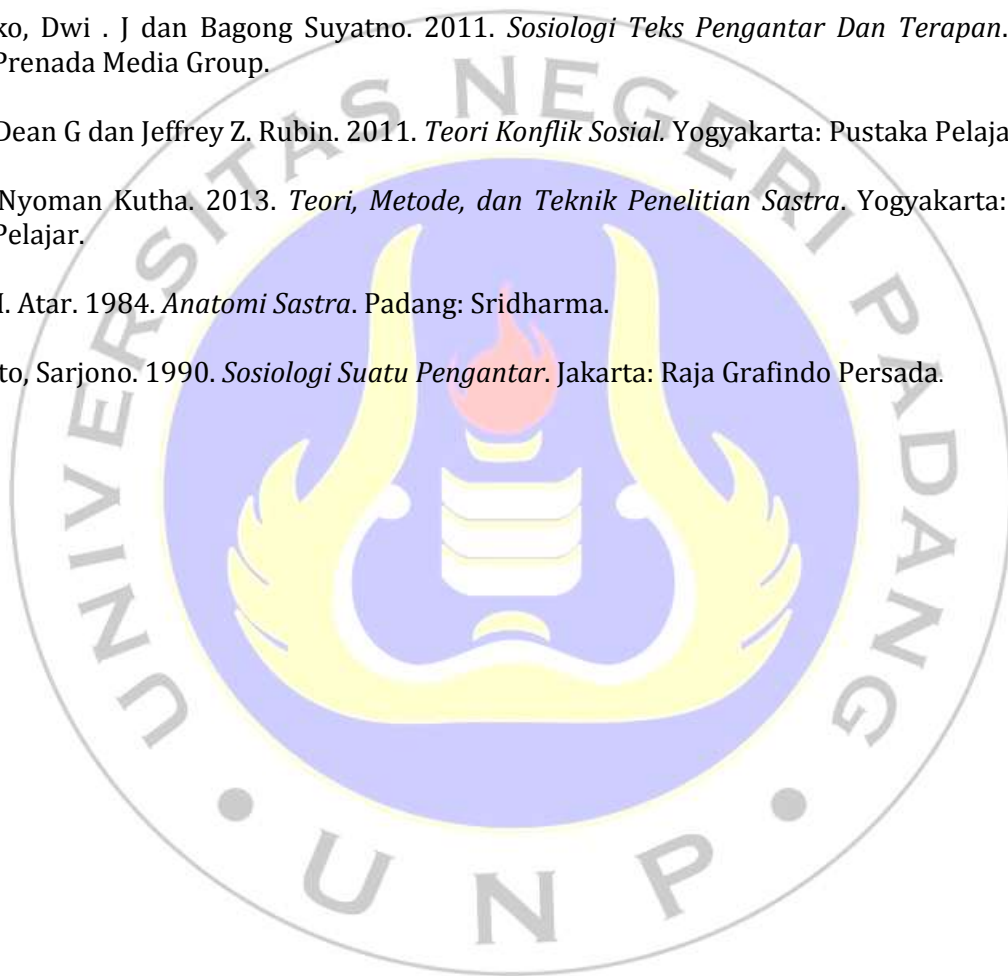 ko, Dwi . J dan Bagong Suyatno. 2011. Sosiologi Teks Pengantar Dan Terapan.
Prenada Media Group.
Dean G dan Jeffrey Z. Rubin. 2011. Teori Konflik Sosial. Yogyakarta: Pustaka Pelaja
Nyoman Kutha. 2013. Teori, Metode, dan Teknik Penelitian Sastra. Yogyakarta:
Pelajar.
. Atar. 1984. Anatomi Sastra. Padang: Sridharma.
to, Sarjono. 1990. Sosiologi Suatu Pengantar. Jakarta: Raja Grafindo Persada.
UNIVERSITAS NEGERI PADANG
• UNP •